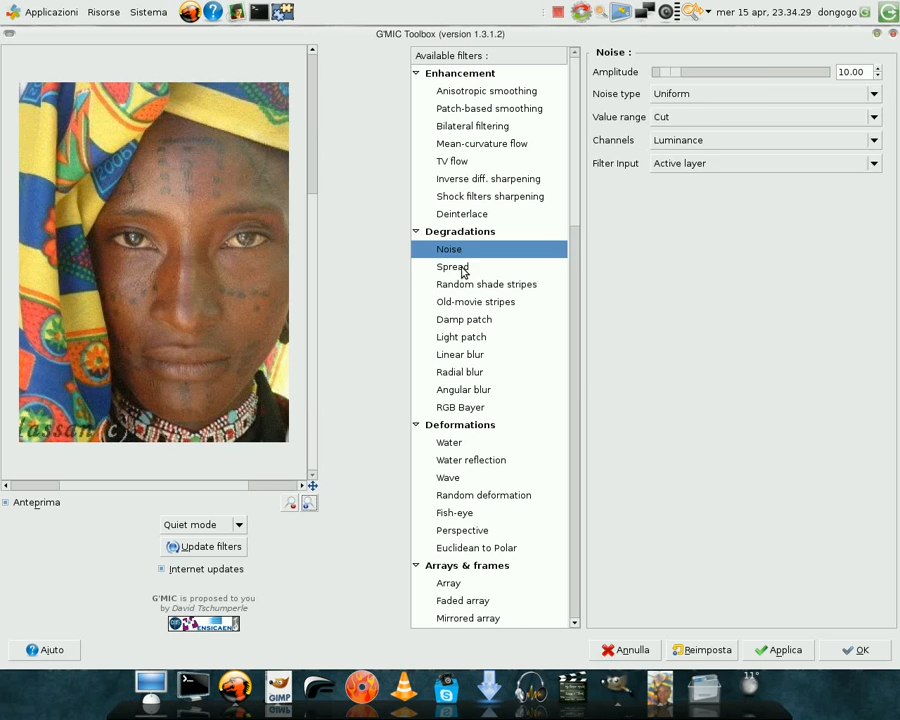 Applicazioni Risorse Sistema mer 15 apr, 23.34.29 dongogo
G'MIC Toolbox (version 1.3.1.2)
Available filters :
Enhancement
Anisotropic smoothing
Patch-based smoothing
Bilateral filtering
Mean-curvature flow
TV flow
Inverse diff. sharpening
Shock filters sharpening
Deinterlace
Degradations
Noise
Spread
Random shade stripes
Old-movie stripes
Damp patch
Light patch
Linear blur
Radial blur
Angular blur
RGB Bayer
Deformations
Water
Water reflection
Wave
Random deformation
Fish-eye
Perspective
Euclidean to Polar
Arrays & frames
Array
Faded array
Mirrored array
Noise :
Amplitude 10.00
Noise type Uniform
Value range Cut
Channels Luminance
Filter Input Active layer
2006
lassan (c)
Anteprima
Quiet mode
Update filters
Internet updates
G'MIC is proposed to you
by David Tschumperle
ENSICAEN
Aiuto
Annulla Reimposta Applica OK
GIMP
11°